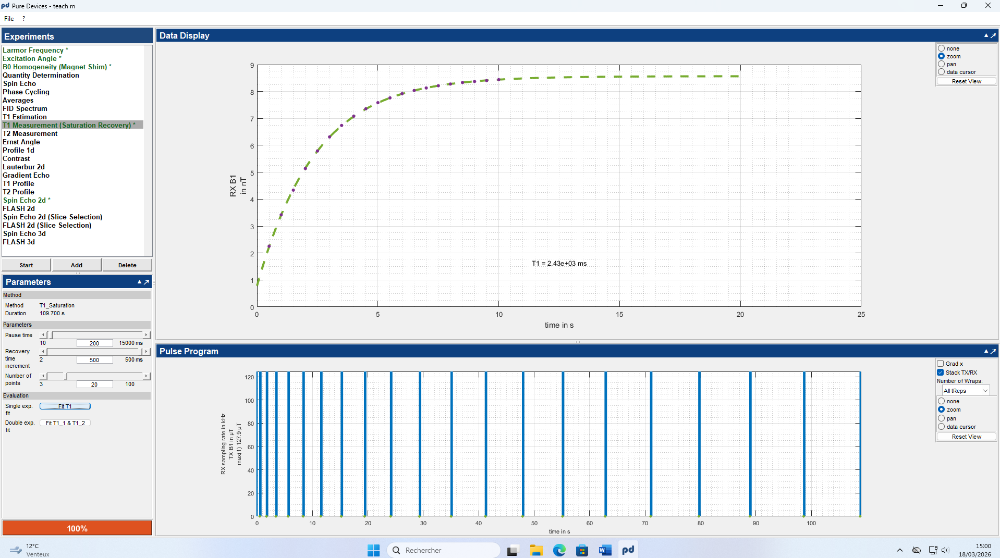 Pure Devices - teach m
File ?
Experiments
Larmor Frequency *
Excitation Angle *
B0 Homogeneity (Magnet Shim) *
Quantity Determination
Spin Echo
Phase Cycling
Averages
FID Spectrum
T1 Estimation
T1 Measurement (Saturation Recovery) *
T2 Measurement
Ernst Angle
Profile 1d
Contrast
Lauterbur 2d
Gradient Echo
T1 Profile
T2 Profile
Spin Echo 2d *
FLASH 2d
Spin Echo 2d (Slice Selection)
FLASH 2d (Slice Selection)
Spin Echo 3d
FLASH 3d
Start Add Delete
Parameters
Method
Method T1_Saturation
Duration 109.700 s
Parameters
Pause time
10 200 15000 ms
Recovery
time
increment
2 500 500 ms
Number of
points
3 20 100
Evaluation
Single exp.
fit
Fit T1
Double exp.
fit
Fit T1_1 & T1_2
100%
Data Display
none
zoom
pan
data cursor
Reset View
9
8
7
6
5
4
3
2
1
0
RX B1
in nT
T1 = 2.43e+03 ms
0 5 10 15 20 25
time in s
Pulse Program
Grad x
Stack TX/RX
Number of Wraps:
All tReps
none
zoom
pan
data cursor
Reset View
120
100
80
60
40
20
0
RX sampling rate in kHz
TX B1 in µT
max(1) 127.9 µT
0 10 20 30 40 50 60 70 80 90 100
time in s
12°C
Venteux
Rechercher
pd
15:00
18/03/2026